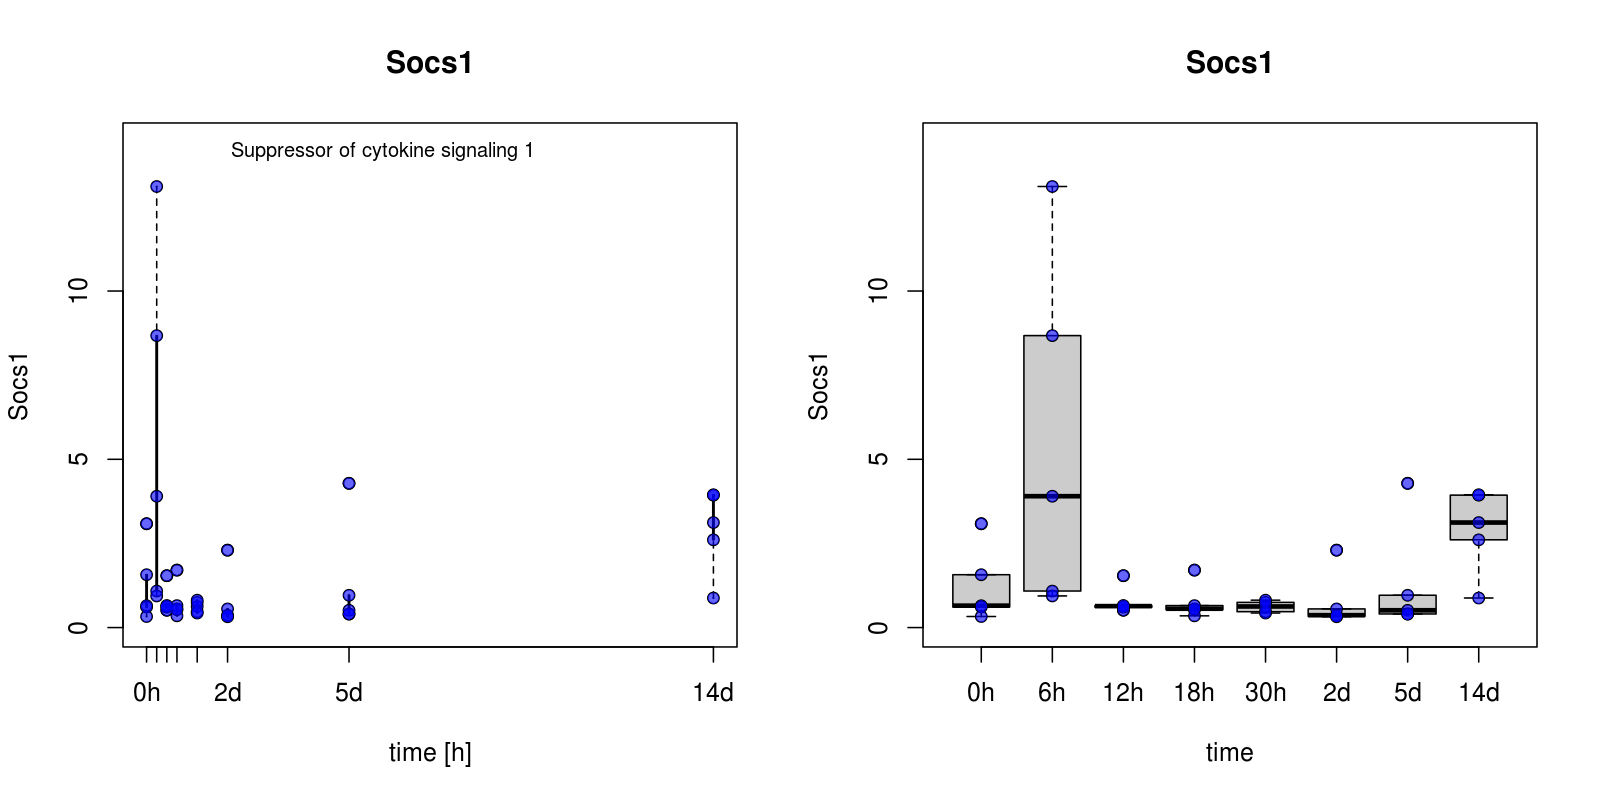 Socs1
Suppressor of cytokine signaling 1
Socs1
10
5
0
0h 2d 5d 14d
time [h]
Socs1
Socs1
10
5
0
0h 6h 12h 18h 30h 2d 5d 14d
time